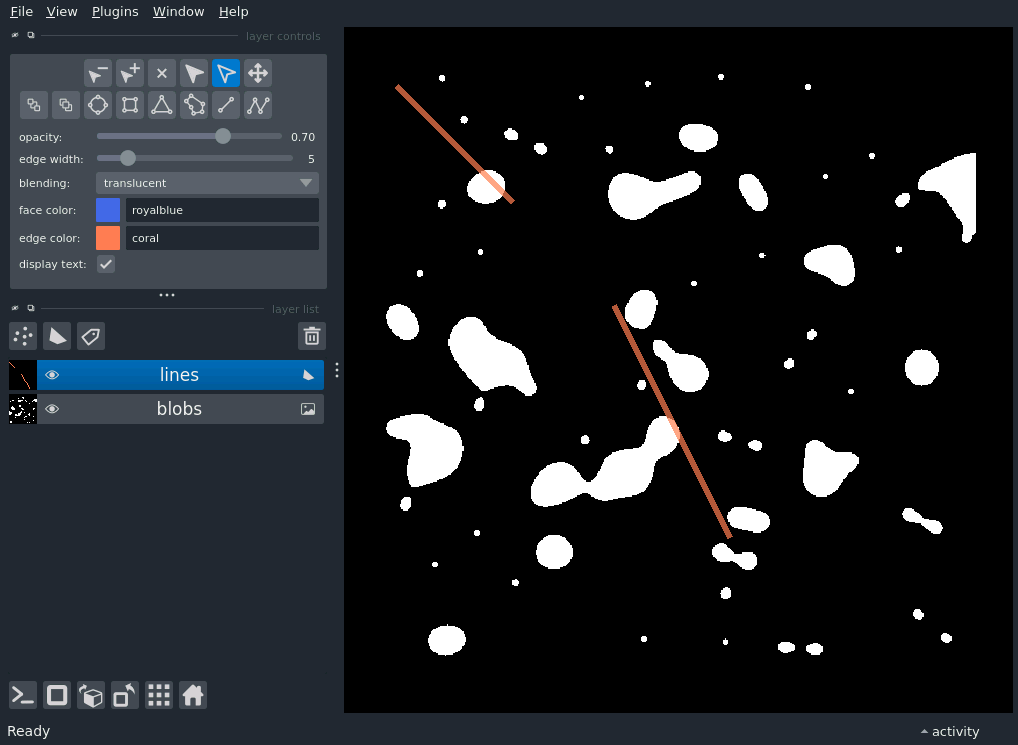 File View Plugins Window Help
layer controls
opacity: 0.70
edge width: 5
blending: translucent
face color: royalblue
edge color: coral
display text:
layer list
lines
blobs
Ready
activity